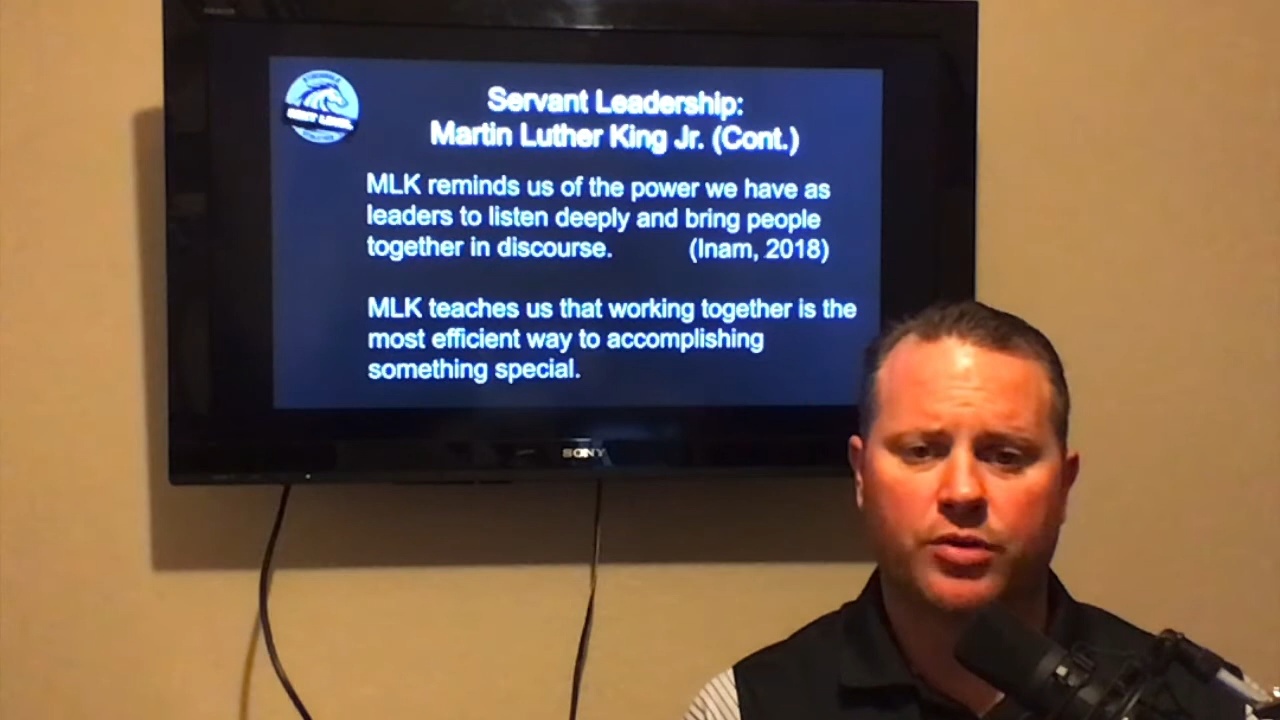 Servant Leadership:
Martin Luther King Jr. (Cont.)
MLK reminds us of the power we have as
leaders to listen deeply and bring people
together in discourse. (Inam, 2018)
MLK teaches us that working together is the
most efficient way to accomplishing
something special.
SONY